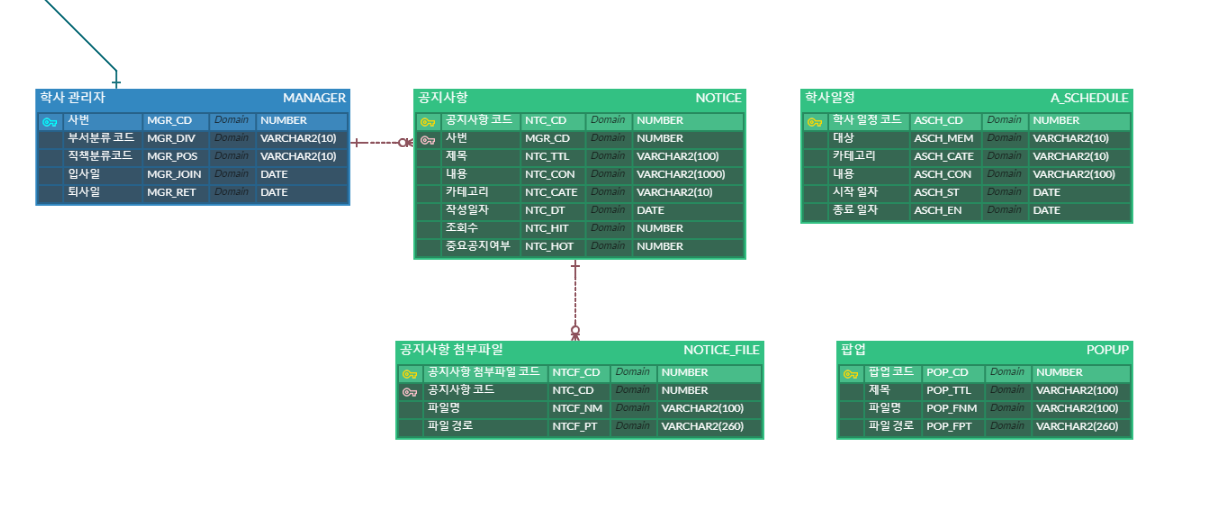 학사 관리자 MANAGER
사번 MGR_CD Domain NUMBER
부서분류 코드 MGR_DIV Domain VARCHAR2(10)
직책분류코드 MGR_POS Domain VARCHAR2(10)
입사일 MGR_JOIN Domain DATE
퇴사일 MGR_RET Domain DATE
공지사항 NOTICE
공지사항 코드 NTC_CD Domain NUMBER
사번 MGR_CD Domain NUMBER
제목 NTC_TTL Domain VARCHAR2(100)
내용 NTC_CON Domain VARCHAR2(1000)
카테고리 NTC_CATE Domain VARCHAR2(10)
작성일자 NTC_DT Domain DATE
조회수 NTC_HIT Domain NUMBER
중요공지여부 NTC_HOT Domain NUMBER
학사일정 A_SCHEDULE
학사 일정 코드 ASCH_CD Domain NUMBER
대상 ASCH_MEM Domain VARCHAR2(10)
카테고리 ASCH_CATE Domain VARCHAR2(10)
내용 ASCH_CON Domain VARCHAR2(100)
시작 일자 ASCH_ST Domain DATE
종료 일자 ASCH_EN Domain DATE
공지사항 첨부파일 NOTICE_FILE
공지사항 첨부파일 코드 NTCF_CD Domain NUMBER
공지사항 코드 NTC_CD Domain NUMBER
파일명 NTCF_NM Domain VARCHAR2(100)
파일 경로 NTCF_PT Domain VARCHAR2(260)
팝업 POPUP
팝업 코드 POP_CD Domain NUMBER
제목 POP_TTL Domain VARCHAR2(100)
파일명 POP_FNM Domain VARCHAR2(100)
파일 경로 POP_FPT Domain VARCHAR2(260)